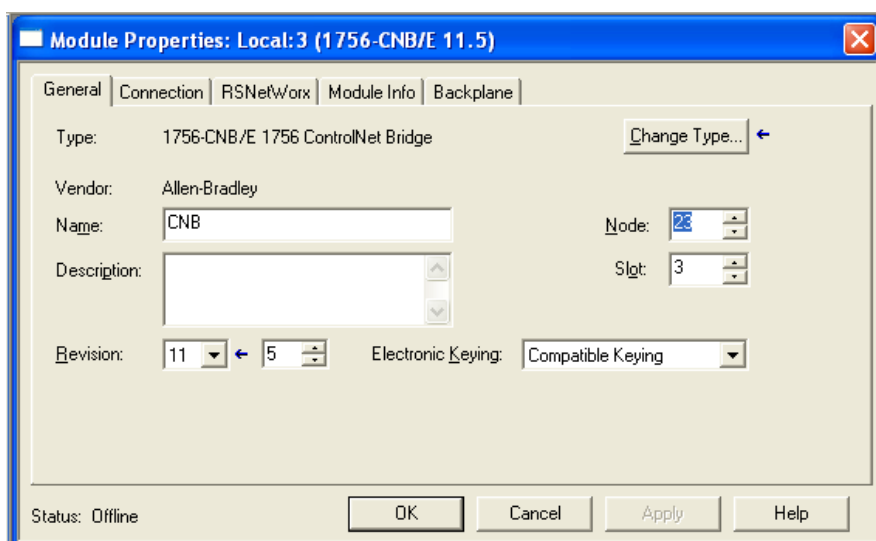 Module Properties: Local:3 (1756-CNB/E 11.5)
General Connection RSNetWorx Module Info Backplane
Type: 1756-CNB/E 1756 ControlNet Bridge Change Type...
Vendor: Allen-Bradley
Name: CNB Node: 23
Description: Slot: 3
Revision: 11 5 Electronic Keying: Compatible Keying
Status: Offline OK Cancel Apply Help